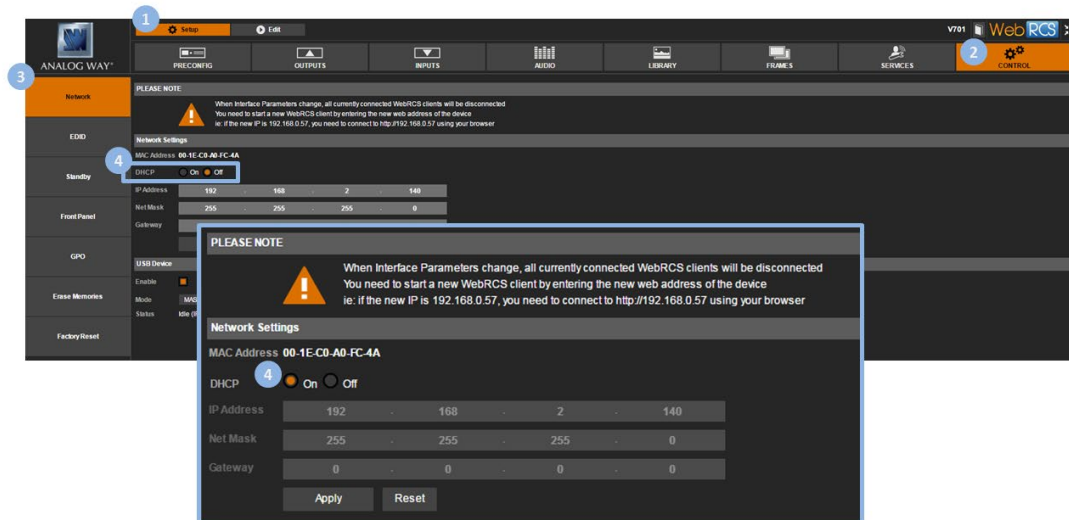 1
Setup
Edit
V701
Web RCS
ANALOG WAY®
PRECONFIG
OUTPUTS
INPUTS
AUDIO
LIBRARY
FRAMES
SERVICES
2
CONTROL
3
Network
EDID
Standby
Front Panel
GPO
Erase Memories
Factory Reset
PLEASE NOTE
When Interface Parameters change, all currently connected WebRCS clients will be disconnected
You need to start a new WebRCS client by entering the new web address of the device
ie: if the new IP is 192.168.0.57, you need to connect to http://192.168.0.57 using your browser
Network Settings
MAC Address 00-1E-C0-A0-FC-4A
4
DHCP On Off
IP Address 192 . 168 . 2 . 140
Net Mask 255 . 255 . 255 . 0
Gateway
USB Device
Enable
Mode
Status Idle
PLEASE NOTE
When Interface Parameters change, all currently connected WebRCS clients will be disconnected
You need to start a new WebRCS client by entering the new web address of the device
ie: if the new IP is 192.168.0.57, you need to connect to http://192.168.0.57 using your browser
Network Settings
MAC Address 00-1E-C0-A0-FC-4A
DHCP 4 On Off
IP Address 192 . 168 . 2 . 140
Net Mask 255 . 255 . 255 . 0
Gateway 0 . 0 . 0 . 0
Apply Reset